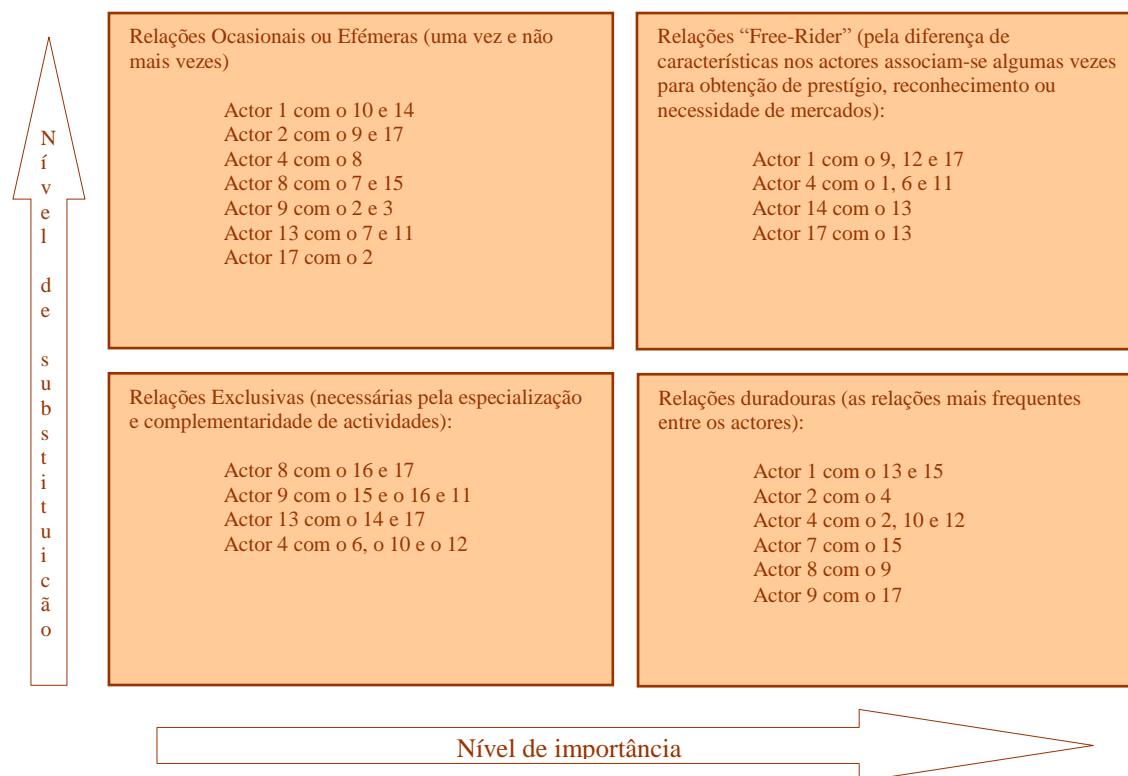 Nível de substituicão
Relações Ocasionais ou Efémeras (uma vez e não
mais vezes)
Actor 1 com o 10 e 14
Actor 2 com o 9 e 17
Actor 4 com o 8
Actor 8 com o 7 e 15
Actor 9 com o 2 e 3
Actor 13 com o 7 e 11
Actor 17 com o 2
Relações “Free-Rider” (pela diferença de
características nos actores associam-se algumas vezes
para obtenção de prestígio, reconhecimento ou
necessidade de mercados):
Actor 1 com o 9, 12 e 17
Actor 4 com o 1, 6 e 11
Actor 14 com o 13
Actor 17 com o 13
Relações Exclusivas (necessárias pela especialização
e complementaridade de actividades):
Actor 8 com o 16 e 17
Actor 9 com o 15 e o 16 e 11
Actor 13 com o 14 e 17
Actor 4 com o 6, o 10 e o 12
Relações duradouras (as relações mais frequentes
entre os actores):
Actor 1 com o 13 e 15
Actor 2 com o 4
Actor 4 com o 2, 10 e 12
Actor 7 com o 15
Actor 8 com o 9
Actor 9 com o 17
Nível de importância